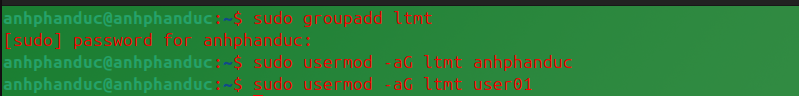 anhphanduc@anhphanduc:~$ sudo groupadd ltmt
[sudo] password for anhphanduc:
anhphanduc@anhphanduc:~$ sudo usermod -aG ltmt anhphanduc
anhphanduc@anhphanduc:~$ sudo usermod -aG ltmt user01